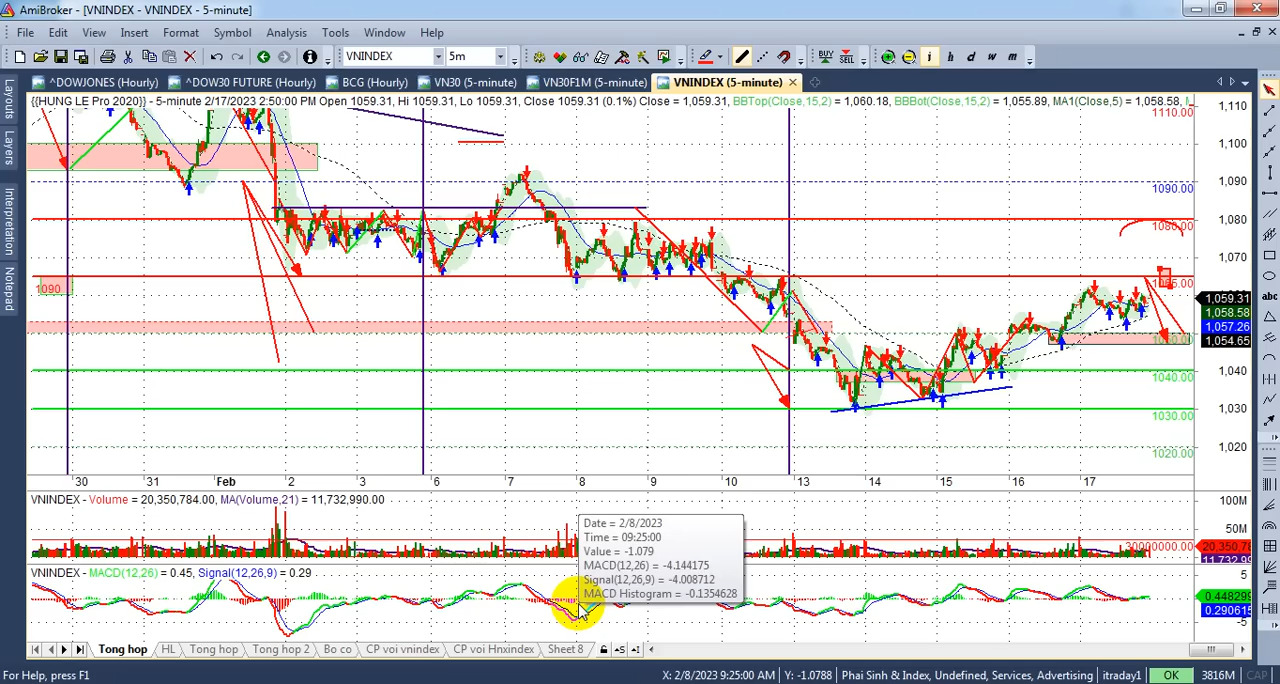 AmiBroker - [VNINDEX - VNINDEX - 5-minute]
File Edit View Insert Format Symbol Analysis Tools Window Help
VNINDEX 5m BUY SELL i h d w m
^DOWJONES (Hourly) ^DOW30 FUTURE (Hourly) BCG (Hourly) VN30 (5-minute) VN30F1M (5-minute) VNINDEX (5-minute)
{{HUNG LE Pro 2020}} - 5-minute 2/17/2023 2:50:00 PM Open 1059.31, Hi 1059.31, Lo 1059.31, Close 1059.31 (0.1%) Close = 1,059.31, BBTop(Close,15,2) = 1,060.18, BBBot(Close,15,2) = 1,055.89, MA1(Close,5) = 1,058.58,
Layouts
Layers
Interpretation
Notepad
1,110
1110.00
1,100
1,090
1090.00
1,080
1080.00
1,070
1065.00
1090
1,059.31
1,058.58
1,057.26
1,054.65
1,040
1040.00
1,030
1030.00
1,020
1020.00
abc
30 31 Feb 2 3 6 7 8 9 10 13 14 15 16 17
VNINDEX - Volume = 20,350,784.00, MA(Volume,21) = 11,732,990.00
100M
50M
30000000.00
VNINDEX - MACD(12,26) = 0.45, Signal(12,26,9) = 0.29
5
0.448299
0.290615
-5
Date = 2/8/2023
Time = 09:25:00
Value = -1.079
MACD(12,26) = -4.144175
Signal(12,26,9) = -4.008712
MACD Histogram = -0.1354628
Tong hop HL Tong hop Tong hop 2 Bo co CP voi vnindex CP voi Hnxindex Sheet 8
For Help, press F1
X: 2/8/2023 9:25:00 AM Y: -1.0788 Phai Sinh & Index, Undefined, Services, Advertising itraday1 OK 3816M CAP